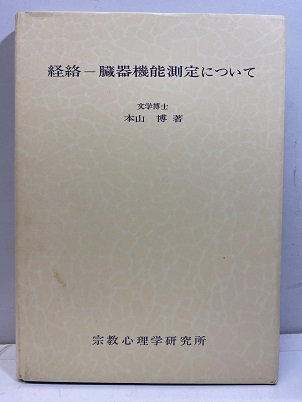 経絡－臓器機能測定について
文学博士
本山 博 著
宗教心理学研究所